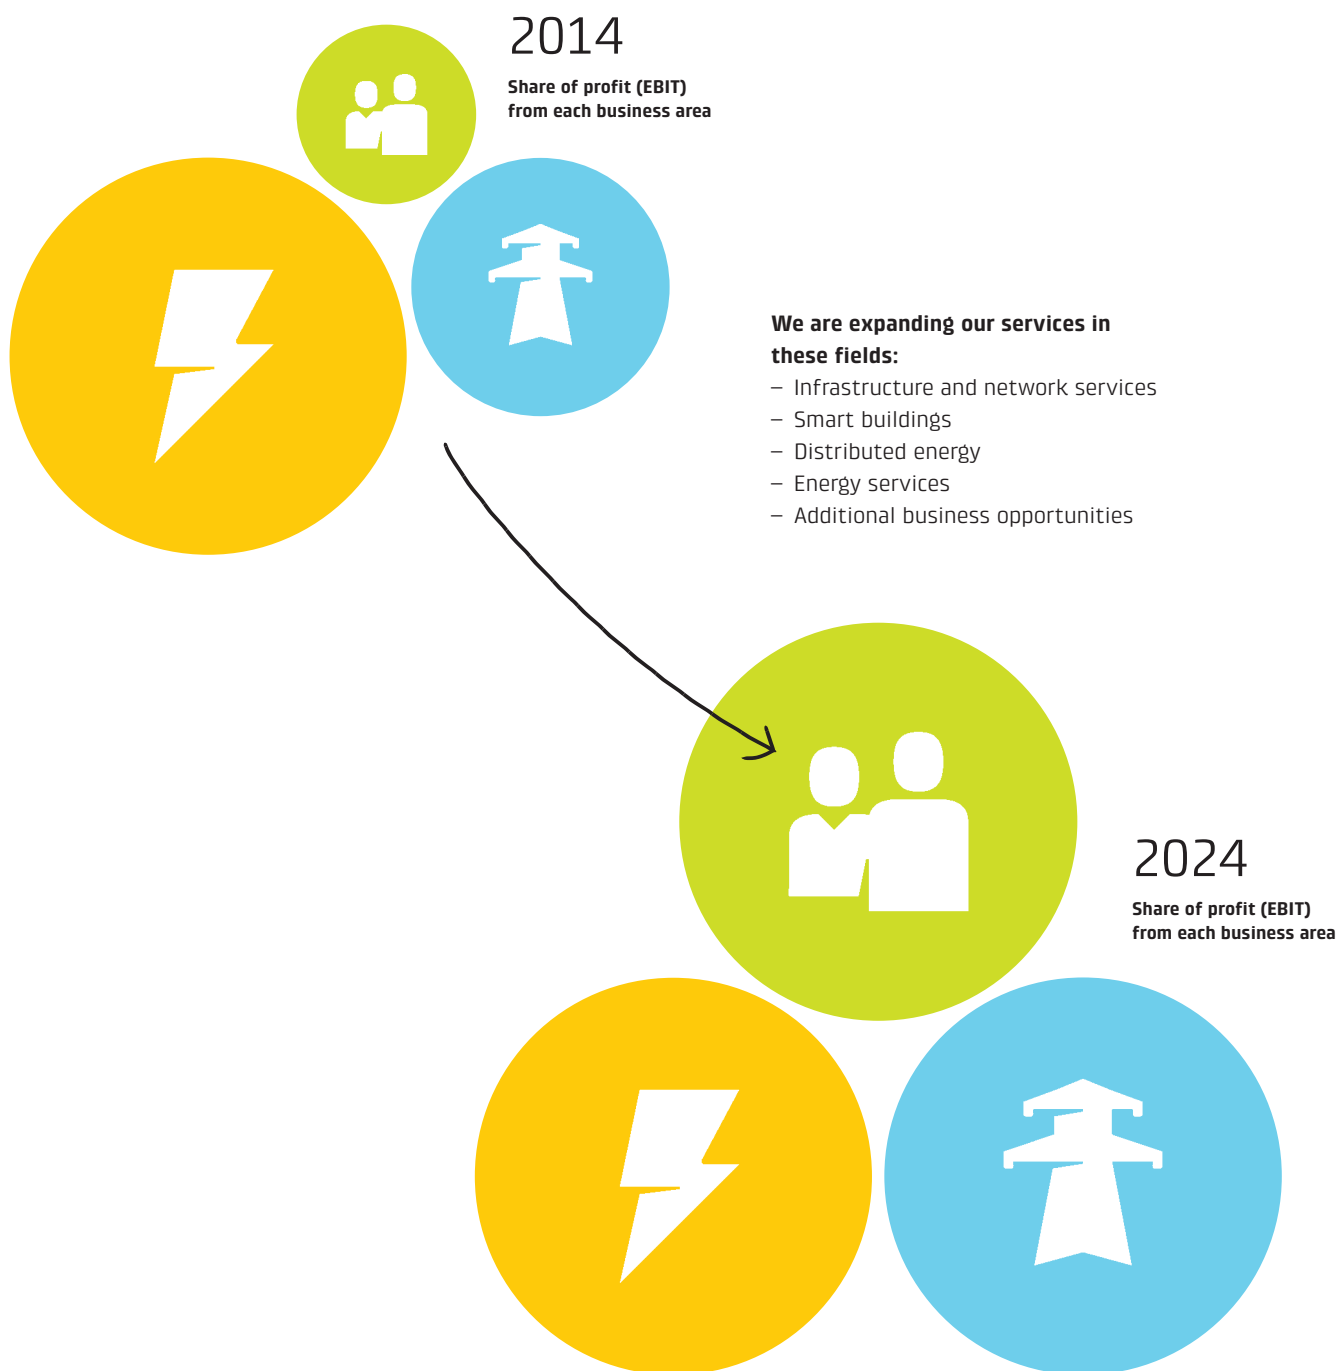 2014
Share of profit (EBIT)
from each business area
We are expanding our services in
these fields:
– Infrastructure and network services
– Smart buildings
– Distributed energy
– Energy services
– Additional business opportunities
2024
Share of profit (EBIT)
from each business area